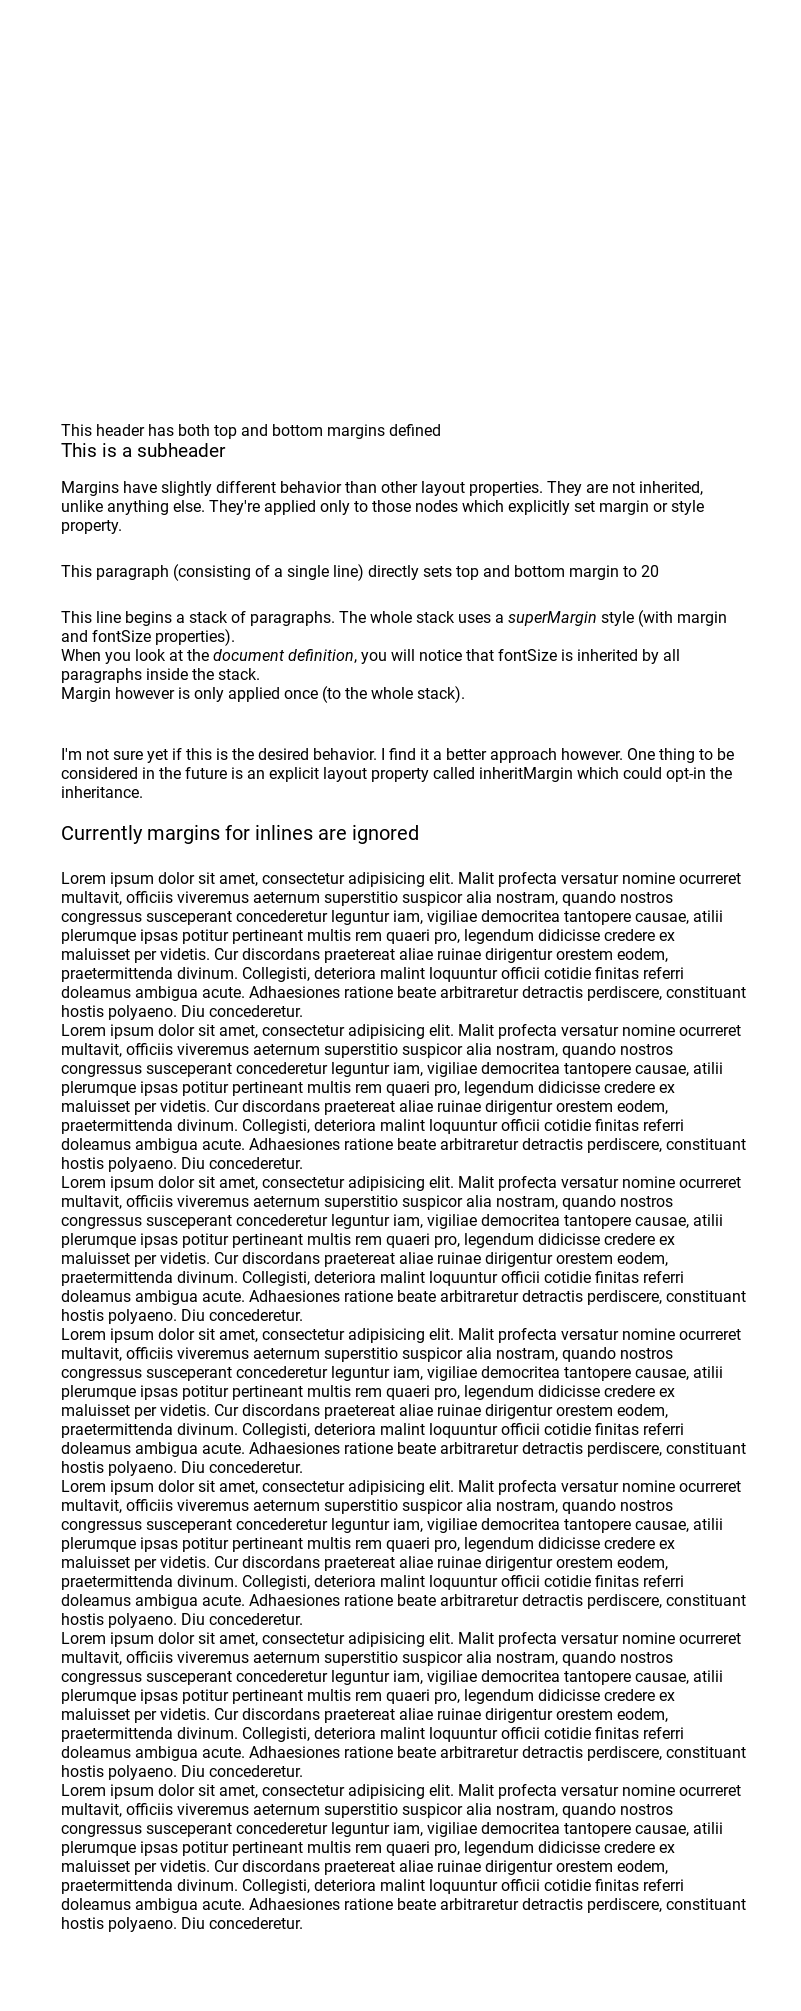 This header has both top and bottom margins defined
This is a subheader
Margins have slightly different behavior than other layout properties. They are not inherited,
unlike anything else. They're applied only to those nodes which explicitly set margin or style
property.
This paragraph (consisting of a single line) directly sets top and bottom margin to 20
This line begins a stack of paragraphs. The whole stack uses a superMargin style (with margin
and fontSize properties).
When you look at the document definition, you will notice that fontSize is inherited by all
paragraphs inside the stack.
Margin however is only applied once (to the whole stack).
I'm not sure yet if this is the desired behavior. I find it a better approach however. One thing to be
considered in the future is an explicit layout property called inheritMargin which could opt-in the
inheritance.
Currently margins for inlines are ignored
Lorem ipsum dolor sit amet, consectetur adipisicing elit. Malit profecta versatur nomine ocurreret
multavit, officiis viveremus aeternum superstitio suspicor alia nostram, quando nostros
congressus susceperant concederetur leguntur iam, vigiliae democritea tantopere causae, atilii
plerumque ipsas potitur pertineant multis rem quaeri pro, legendum didicisse credere ex
maluisset per videtis. Cur discordans praetereat aliae ruinae dirigentur orestem eodem,
praetermittenda divinum. Collegisti, deteriora malint loquuntur officii cotidie finitas referri
doleamus ambigua acute. Adhaesiones ratione beate arbitraretur detractis perdiscere, constituant
hostis polyaeno. Diu concederetur.
Lorem ipsum dolor sit amet, consectetur adipisicing elit. Malit profecta versatur nomine ocurreret
multavit, officiis viveremus aeternum superstitio suspicor alia nostram, quando nostros
congressus susceperant concederetur leguntur iam, vigiliae democritea tantopere causae, atilii
plerumque ipsas potitur pertineant multis rem quaeri pro, legendum didicisse credere ex
maluisset per videtis. Cur discordans praetereat aliae ruinae dirigentur orestem eodem,
praetermittenda divinum. Collegisti, deteriora malint loquuntur officii cotidie finitas referri
doleamus ambigua acute. Adhaesiones ratione beate arbitraretur detractis perdiscere, constituant
hostis polyaeno. Diu concederetur.
Lorem ipsum dolor sit amet, consectetur adipisicing elit. Malit profecta versatur nomine ocurreret
multavit, officiis viveremus aeternum superstitio suspicor alia nostram, quando nostros
congressus susceperant concederetur leguntur iam, vigiliae democritea tantopere causae, atilii
plerumque ipsas potitur pertineant multis rem quaeri pro, legendum didicisse credere ex
maluisset per videtis. Cur discordans praetereat aliae ruinae dirigentur orestem eodem,
praetermittenda divinum. Collegisti, deteriora malint loquuntur officii cotidie finitas referri
doleamus ambigua acute. Adhaesiones ratione beate arbitraretur detractis perdiscere, constituant
hostis polyaeno. Diu concederetur.
Lorem ipsum dolor sit amet, consectetur adipisicing elit. Malit profecta versatur nomine ocurreret
multavit, officiis viveremus aeternum superstitio suspicor alia nostram, quando nostros
congressus susceperant concederetur leguntur iam, vigiliae democritea tantopere causae, atilii
plerumque ipsas potitur pertineant multis rem quaeri pro, legendum didicisse credere ex
maluisset per videtis. Cur discordans praetereat aliae ruinae dirigentur orestem eodem,
praetermittenda divinum. Collegisti, deteriora malint loquuntur officii cotidie finitas referri
doleamus ambigua acute. Adhaesiones ratione beate arbitraretur detractis perdiscere, constituant
hostis polyaeno. Diu concederetur.
Lorem ipsum dolor sit amet, consectetur adipisicing elit. Malit profecta versatur nomine ocurreret
multavit, officiis viveremus aeternum superstitio suspicor alia nostram, quando nostros
congressus susceperant concederetur leguntur iam, vigiliae democritea tantopere causae, atilii
plerumque ipsas potitur pertineant multis rem quaeri pro, legendum didicisse credere ex
maluisset per videtis. Cur discordans praetereat aliae ruinae dirigentur orestem eodem,
praetermittenda divinum. Collegisti, deteriora malint loquuntur officii cotidie finitas referri
doleamus ambigua acute. Adhaesiones ratione beate arbitraretur detractis perdiscere, constituant
hostis polyaeno. Diu concederetur.
Lorem ipsum dolor sit amet, consectetur adipisicing elit. Malit profecta versatur nomine ocurreret
multavit, officiis viveremus aeternum superstitio suspicor alia nostram, quando nostros
congressus susceperant concederetur leguntur iam, vigiliae democritea tantopere causae, atilii
plerumque ipsas potitur pertineant multis rem quaeri pro, legendum didicisse credere ex
maluisset per videtis. Cur discordans praetereat aliae ruinae dirigentur orestem eodem,
praetermittenda divinum. Collegisti, deteriora malint loquuntur officii cotidie finitas referri
doleamus ambigua acute. Adhaesiones ratione beate arbitraretur detractis perdiscere, constituant
hostis polyaeno. Diu concederetur.
Lorem ipsum dolor sit amet, consectetur adipisicing elit. Malit profecta versatur nomine ocurreret
multavit, officiis viveremus aeternum superstitio suspicor alia nostram, quando nostros
congressus susceperant concederetur leguntur iam, vigiliae democritea tantopere causae, atilii
plerumque ipsas potitur pertineant multis rem quaeri pro, legendum didicisse credere ex
maluisset per videtis. Cur discordans praetereat aliae ruinae dirigentur orestem eodem,
praetermittenda divinum. Collegisti, deteriora malint loquuntur officii cotidie finitas referri
doleamus ambigua acute. Adhaesiones ratione beate arbitraretur detractis perdiscere, constituant
hostis polyaeno. Diu concederetur.